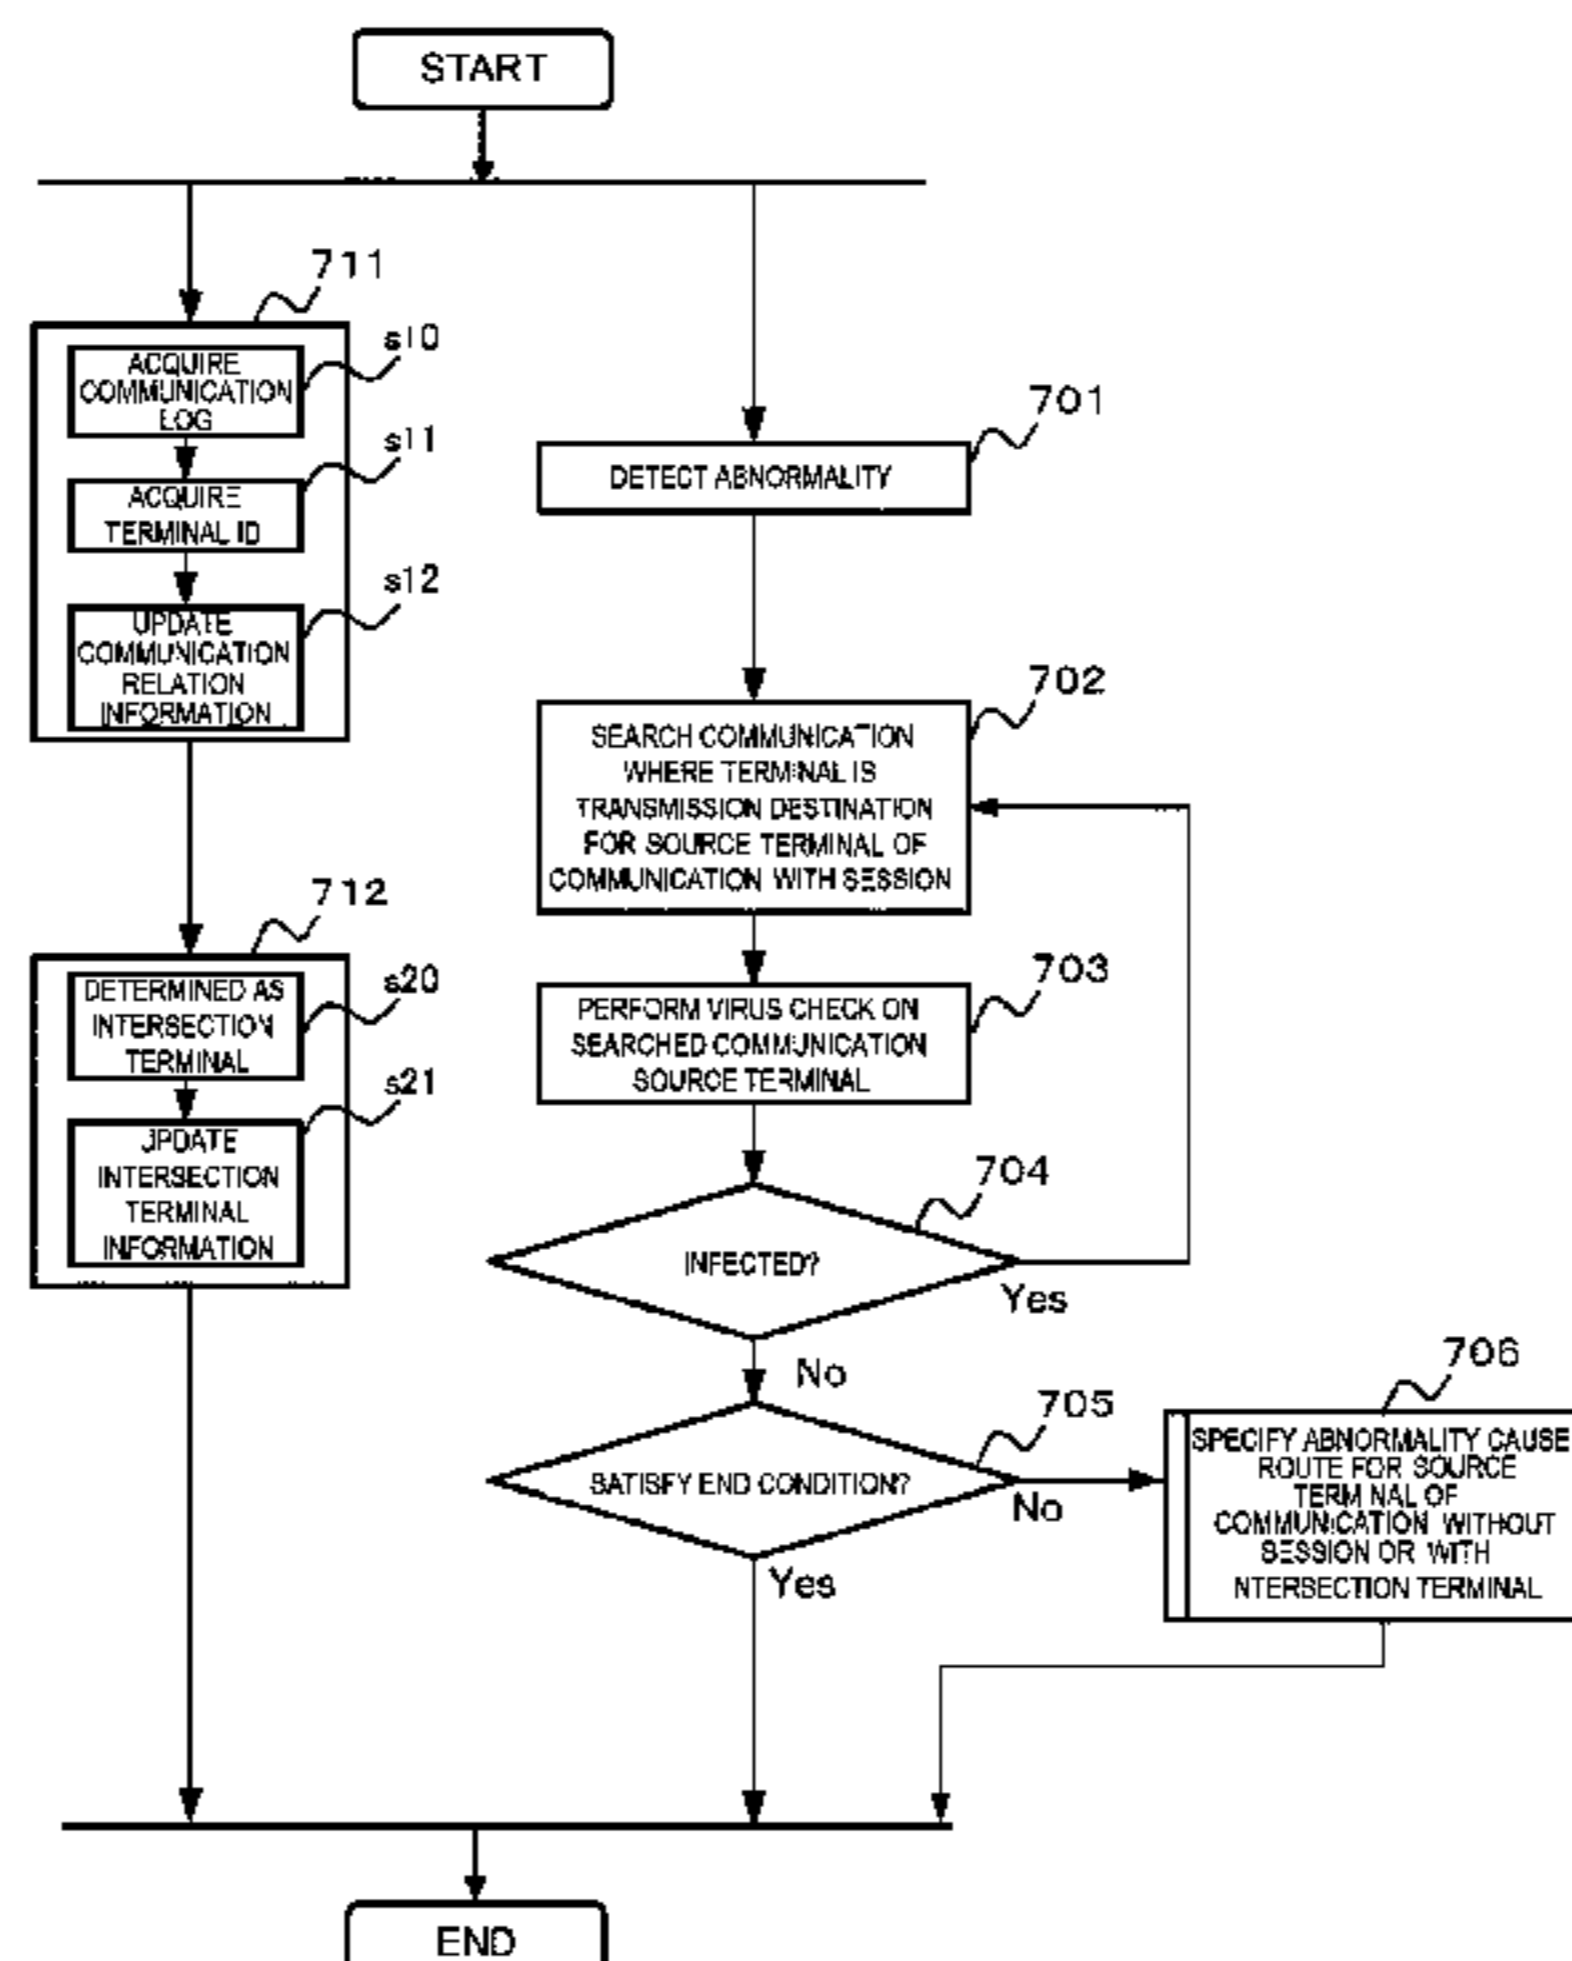 START
711
s10
ACQUIRE
COMMUNICATION
LOG
s11
ACQUIRE
TERMINAL ID
s12
UPDATE
COMMUNICATION
RELATION
INFORMATION
701
DETECT ABNORMALITY
702
SEARCH COMMUNICATION
WHERE TERMINAL IS
TRANSMISSION DESTINATION
FOR SOURCE TERMINAL OF
COMMUNICATION WITH SESSION
712
s20
DETERMINED AS
INTERSECTION
TERMINAL
s21
UPDATE
INTERSECTION
TERMINAL
INFORMATION
703
PERFORM VIRUS CHECK ON
SEARCHED COMMUNICATION
SOURCE TERMINAL
704
INFECTED?
Yes
No
705
SATISFY END CONDITION?
No
Yes
706
SPECIFY ABNORMALITY CAUSE
ROUTE FOR SOURCE
TERMINAL OF
COMMUNICATION WITHOUT
SESSION OR WITH
INTERSECTION TERMINAL
END